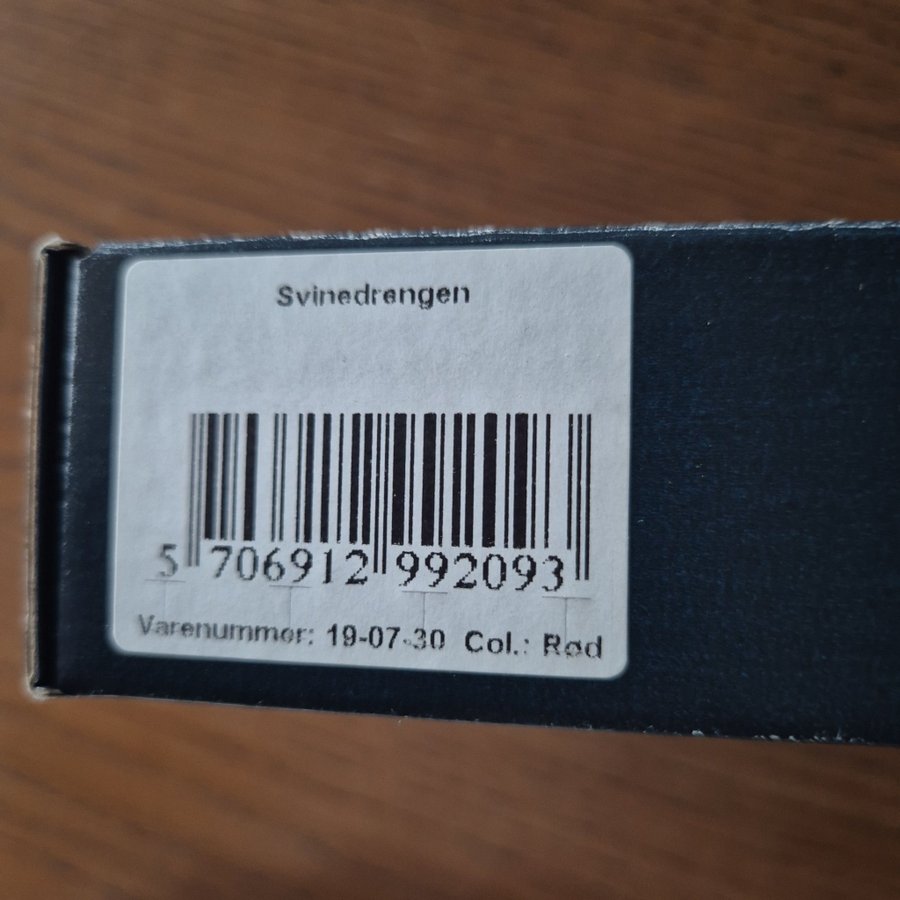 Svinedrengen
5 706912 992093
Varenummer: 19-07-30 Col.: Rød